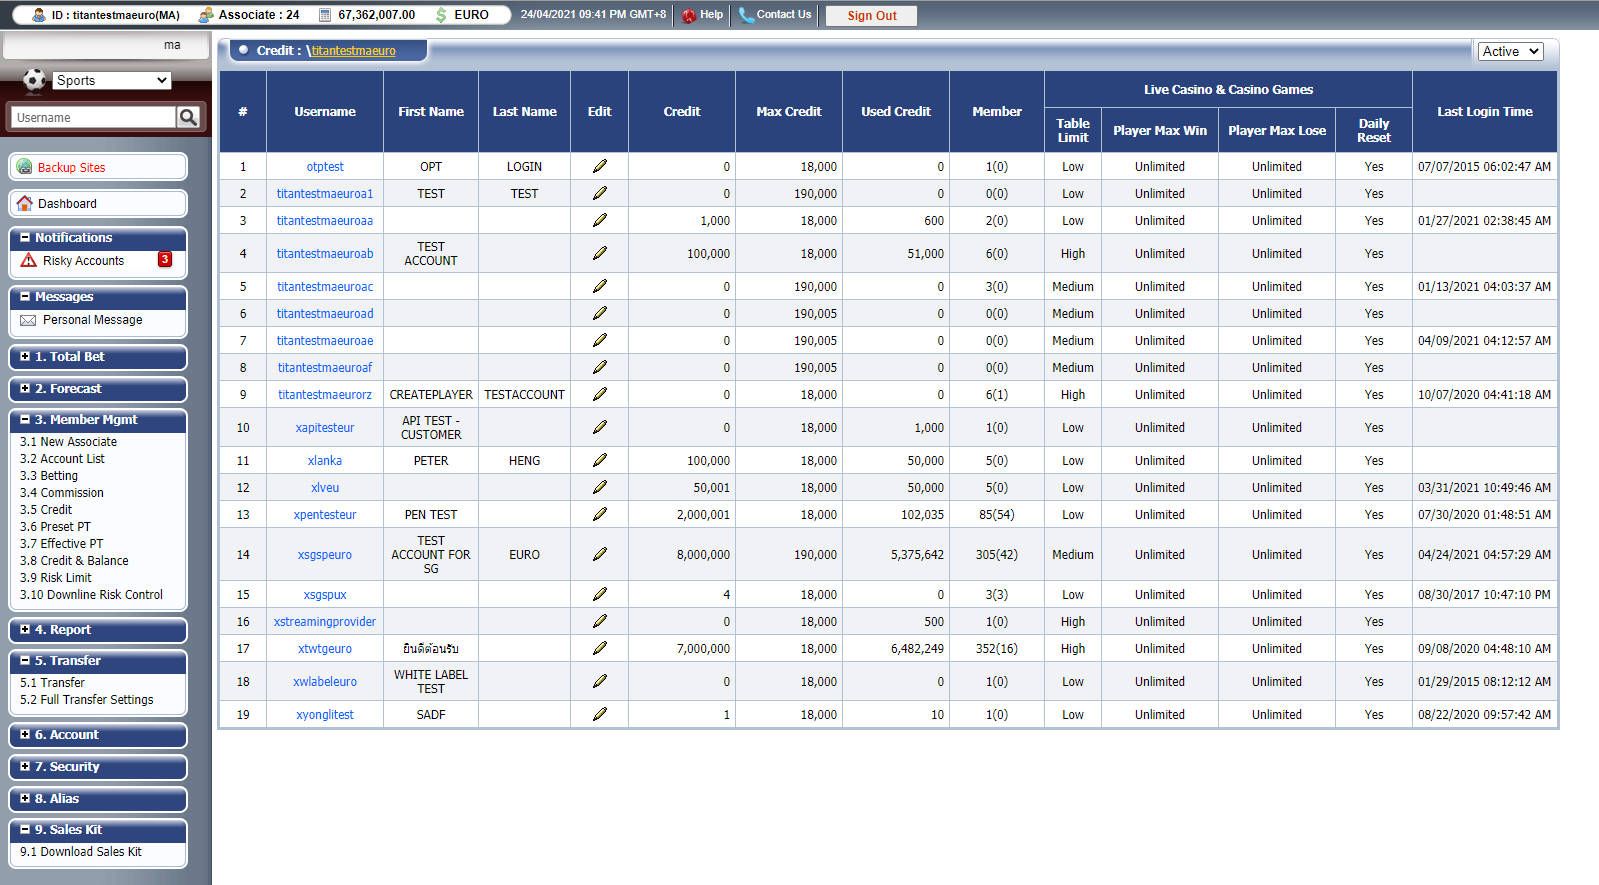 ID : titantestmaeuro(MA) Associate : 24 67,362,007.00 EURO 24/04/2021 09:41 PM GMT+8 Help Contact Us Sign Out
ma
Sports
Username
Backup Sites
Dashboard
Notifications
Risky Accounts 3
Messages
Personal Message
1. Total Bet
2. Forecast
3. Member Mgmt
3.1 New Associate
3.2 Account List
3.3 Betting
3.4 Commission
3.5 Credit
3.6 Preset PT
3.7 Effective PT
3.8 Credit & Balance
3.9 Risk Limit
3.10 Downline Risk Control
4. Report
5. Transfer
5.1 Transfer
5.2 Full Transfer Settings
6. Account
7. Security
8. Alias
9. Sales Kit
9.1 Download Sales Kit
Credit : \titantestmaeuro Active
# Username First Name Last Name Edit Credit Max Credit Used Credit Member Live Casino & Casino Games Last Login Time
Table Limit Player Max Win Player Max Lose Daily Reset
1 otptest OPT LOGIN 0 18,000 0 1(0) Low Unlimited Unlimited Yes 07/07/2015 06:02:47 AM
2 titantestmaeuroa1 TEST TEST 0 190,000 0 0(0) Low Unlimited Unlimited Yes
3 titantestmaeuroaa 1,000 18,000 600 2(0) Low Unlimited Unlimited Yes 01/27/2021 02:38:45 AM
4 titantestmaeuroab TEST ACCOUNT 100,000 18,000 51,000 6(0) High Unlimited Unlimited Yes
5 titantestmaeuroac 0 190,000 0 3(0) Medium Unlimited Unlimited Yes 01/13/2021 04:03:37 AM
6 titantestmaeuroad 0 190,005 0 0(0) Medium Unlimited Unlimited Yes
7 titantestmaeuroae 0 190,005 0 0(0) Medium Unlimited Unlimited Yes 04/09/2021 04:12:57 AM
8 titantestmaeuroaf 0 190,005 0 0(0) Medium Unlimited Unlimited Yes
9 titantestmaeurorz CREATEPLAYER TESTACCOUNT 0 18,000 0 6(1) High Unlimited Unlimited Yes 10/07/2020 04:41:18 AM
10 xapitesteur API TEST - CUSTOMER 0 18,000 1,000 1(0) Low Unlimited Unlimited Yes
11 xlanka PETER HENG 100,000 18,000 50,000 5(0) Low Unlimited Unlimited Yes
12 xlveu 50,001 18,000 50,000 5(0) Low Unlimited Unlimited Yes 03/31/2021 10:49:46 AM
13 xpentesteur PEN TEST 2,000,001 18,000 102,035 85(54) Low Unlimited Unlimited Yes 07/30/2020 01:48:51 AM
14 xsgspeuro TEST ACCOUNT FOR SG EURO 8,000,000 190,000 5,375,642 305(42) Medium Unlimited Unlimited Yes 04/24/2021 04:57:29 AM
15 xsgspux 4 18,000 0 3(3) Low Unlimited Unlimited Yes 08/30/2017 10:47:10 PM
16 xstreamingprovider 0 18,000 500 1(0) High Unlimited Unlimited Yes
17 xtwtgeuro ยินดีต้อนรับ 7,000,000 18,000 6,482,249 352(16) High Unlimited Unlimited Yes 09/08/2020 04:48:10 AM
18 xwlabeleuro WHITE LABEL TEST 0 18,000 0 1(0) Low Unlimited Unlimited Yes 01/29/2015 08:12:12 AM
19 xyonglitest SADF 1 18,000 10 1(0) Low Unlimited Unlimited Yes 08/22/2020 09:57:42 AM